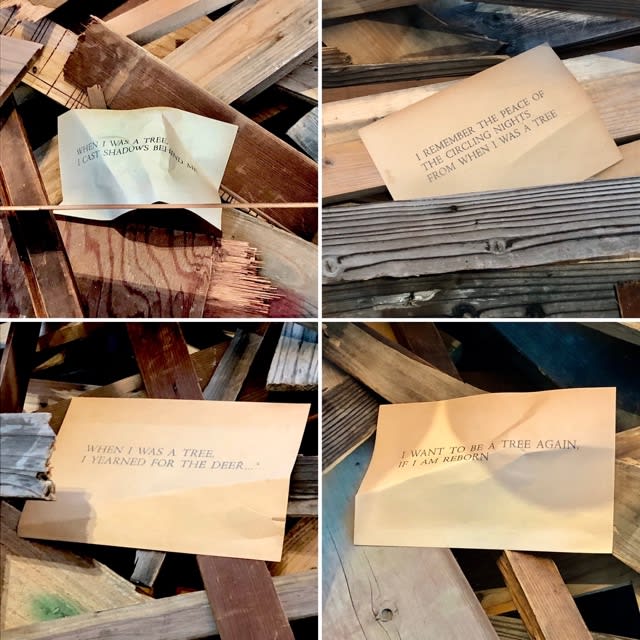 WHEN I WAS A TREE,
I CAST SHADOWS BEHIND ME
I REMEMBER THE PEACE OF
THE CIRCLING NIGHTS
FROM WHEN I WAS A TREE
WHEN I WAS A TREE,
I YEARNED FOR THE DEER....
I WANT TO BE A TREE AGAIN,
IF I AM REBORN